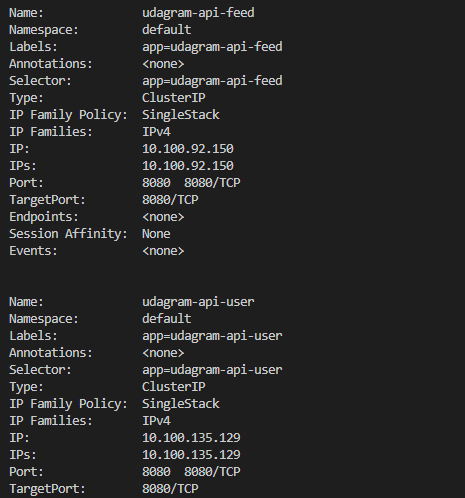 Name:              udagram-api-feed
Namespace:         default
Labels:            app=udagram-api-feed
Annotations:       <none>
Selector:          app=udagram-api-feed
Type:              ClusterIP
IP Family Policy:  SingleStack
IP Families:       IPv4
IP:                10.100.92.150
IPs:               10.100.92.150
Port:              8080  8080/TCP
TargetPort:        8080/TCP
Endpoints:         <none>
Session Affinity:  None
Events:            <none>
Name:              udagram-api-user
Namespace:         default
Labels:            app=udagram-api-user
Annotations:       <none>
Selector:          app=udagram-api-user
Type:              ClusterIP
IP Family Policy:  SingleStack
IP Families:       IPv4
IP:                10.100.135.129
IPs:               10.100.135.129
Port:              8080  8080/TCP
TargetPort:        8080/TCP